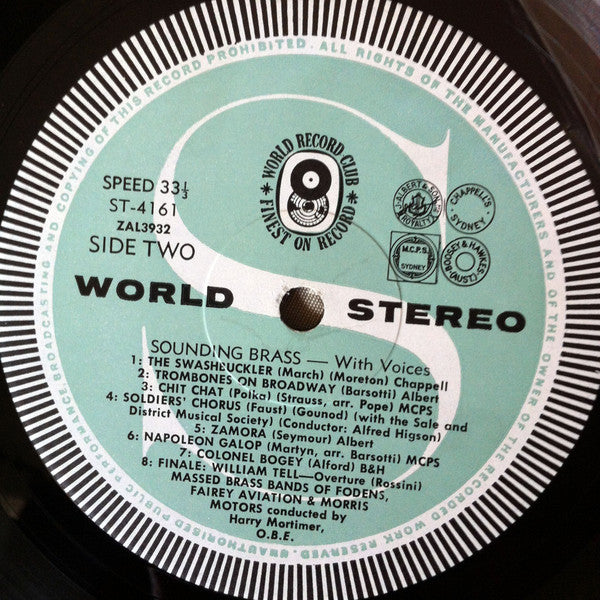 UNAUTHORISED PUBLIC PERFORMANCE, BROADCASTING AND COPYING OF THIS RECORD PROHIBITED. ALL RIGHTS OF THE MANUFACTURERS AND OF THE OWNER OF THE RECORDED WORK RESERVED.
WORLD RECORD CLUB
★ FINEST ON RECORD ★
SPEED 33⅓
ST-4161
ZAL3932
SIDE TWO
J. ALBERT & SON
ROYALTY
CHAPPELL'S
SYDNEY
M.C.P.S.
SYDNEY
BOOSEY & HAWKES
(AUST.)
WORLD STEREO
SOUNDING BRASS — With Voices
1: THE SWASHBUCKLER (March) (Moreton) Chappell
2: TROMBONES ON BROADWAY (Barsotti) Albert
3: CHIT CHAT (Polka) (Strauss, arr. Pope) MCPS
4: SOLDIERS' CHORUS (Faust) (Gounod) (with the Sale and
District Musical Society) (Conductor: Alfred Higson)
5: ZAMORA (Seymour) Albert
6: NAPOLEON GALOP (Martyn, arr. Barsotti) MCPS
7: COLONEL BOGEY (Alford) B&H
8: FINALE: WILLIAM TELL—Overture (Rossini)
MASSED BRASS BANDS OF FODENS,
FAIREY AVIATION & MORRIS
MOTORS conducted by
Harry Mortimer,
O.B.E.